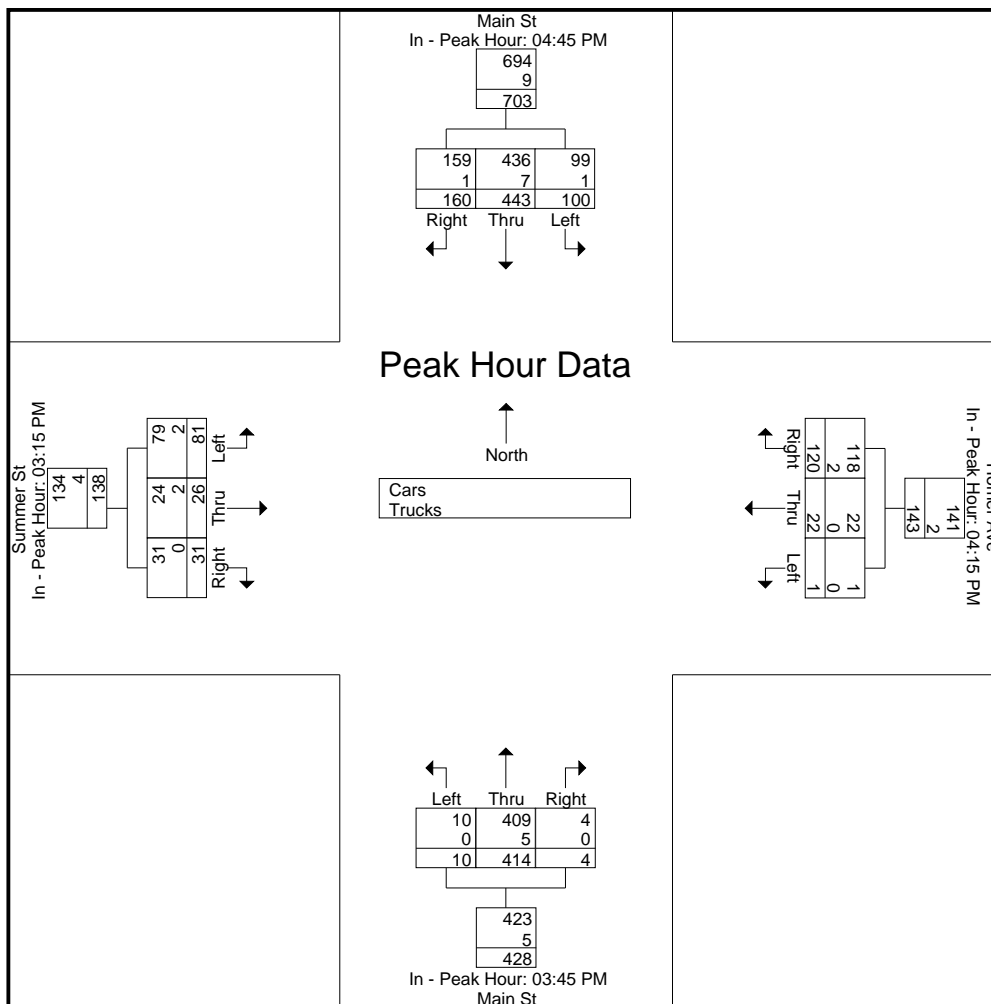 Main St
In - Peak Hour: 04:45 PM
694
9
703
159 436 99
1 7 1
160 443 100
Right Thru Left
Peak Hour Data
North
Cars
Trucks
Summer St
In - Peak Hour: 03:15 PM
134
4
138
79 2 81 Left
24 2 26 Thru
31 0 31 Right
In - Peak Hour: 04:15 PM
141
2
143
118 2 120 Right
22 0 22 Thru
1 0 1 Left
Left Thru Right
10 409 4
0 5 0
10 414 4
423
5
428
In - Peak Hour: 03:45 PM
Main St